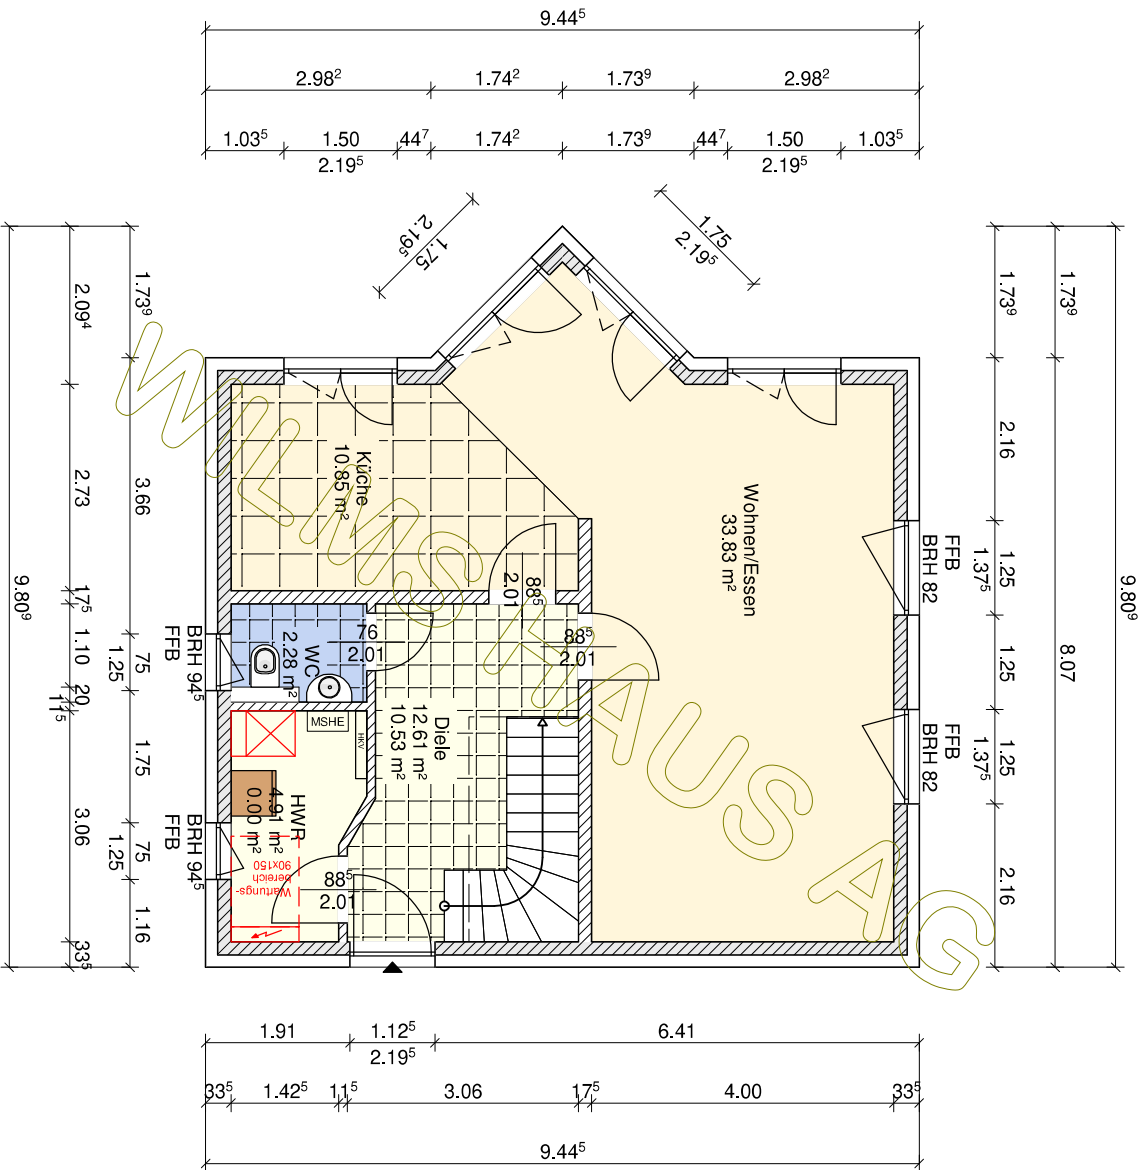 9.44⁵
2.98²
1.74²
1.73⁹
2.98²
1.03⁵
1.50
44⁷
1.74²
1.73⁹
44⁷
1.50
1.03⁵
2.19⁵
2.19⁵
1.75
2.19⁵
1.75
2.19⁵
9.80⁹
2.09⁴
2.73
17⁵
1.10
20
11⁵
3.06
33⁵
1.73⁹
3.66
75
1.25
1.75
75
1.25
1.16
BRH 94⁵
FFB
BRH 94⁵
FFB
Küche
10.85 m²
Wohnen/Essen
33.83 m²
88⁵
2.01
88⁵
2.01
76
2.01
WC
2.28 m²
MSHE
HKV
Diele
12.61 m²
10.53 m²
HWR
4.91 m²
0.00 m²
Wartungs-
bereich
90x150
88⁵
2.01
FFB
BRH 82
FFB
BRH 82
1.73⁹
2.16
1.25
1.37⁵
1.25
1.25
1.37⁵
2.16
1.73⁹
8.07
9.80⁹
WILMS HAUS AG
1.91
1.12⁵
2.19⁵
6.41
33⁵
1.42⁵
11⁵
3.06
17⁵
4.00
33⁵
9.44⁵